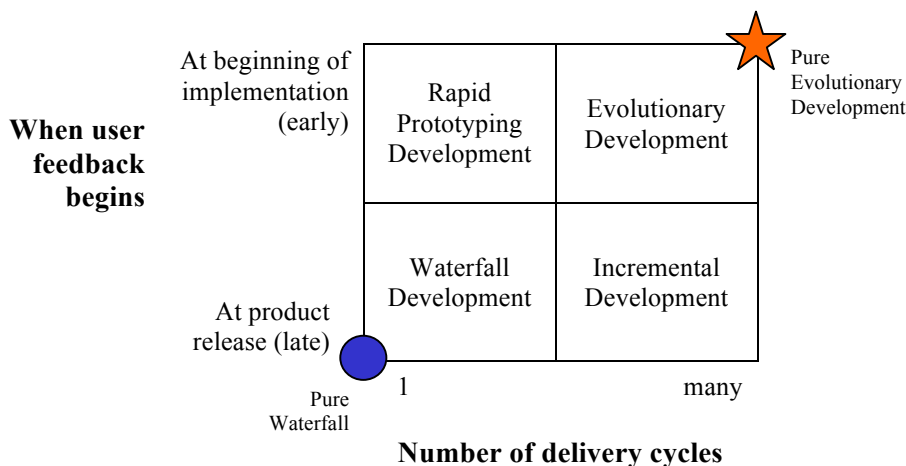 At beginning of
implementation
(early)
When user
feedback
begins
Rapid
Prototyping
Development
Evolutionary
Development
Pure
Evolutionary
Development
Waterfall
Development
Incremental
Development
At product
release (late)
Pure
Waterfall
1
many
Number of delivery cycles